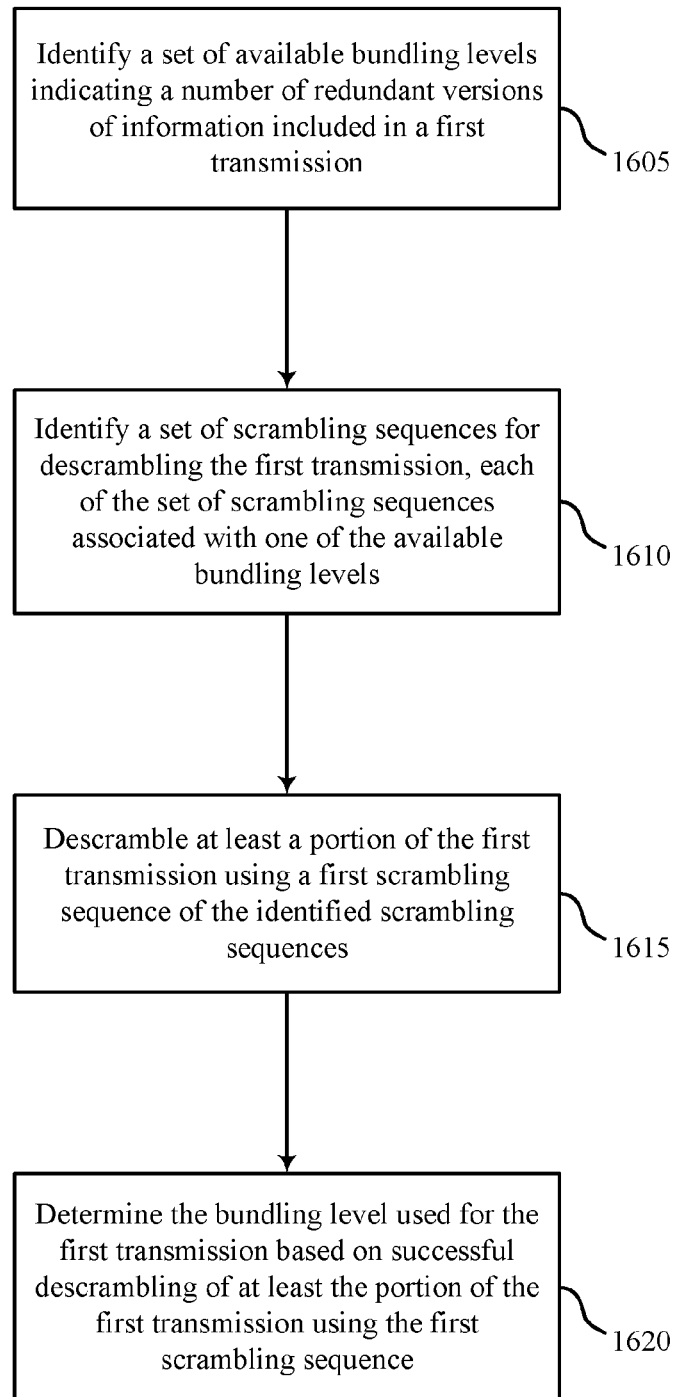 Identify a set of available bundling levels
indicating a number of redundant versions
of information included in a first
transmission
1605
Identify a set of scrambling sequences for
descrambling the first transmission, each
of the set of scrambling sequences
associated with one of the available
bundling levels
1610
Descramble at least a portion of the first
transmission using a first scrambling
sequence of the identified scrambling
sequences
1615
Determine the bundling level used for the
first transmission based on successful
descrambling of at least the portion of the
first transmission using the first
scrambling sequence
1620